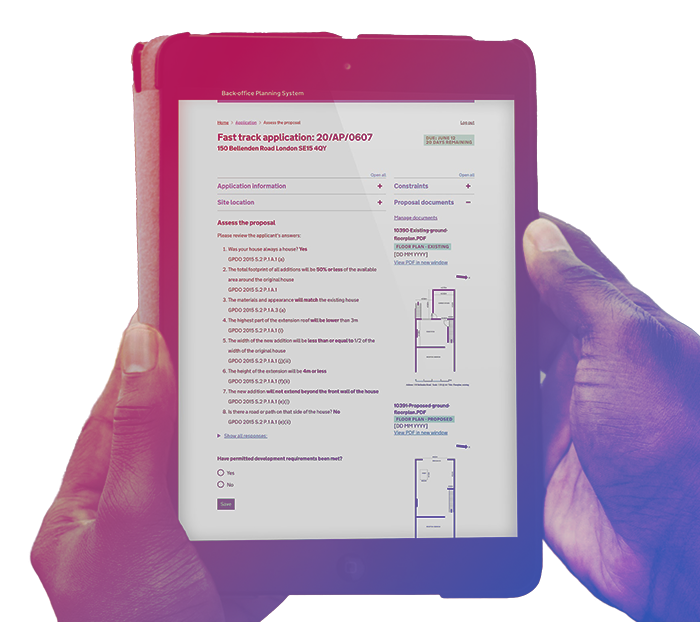 Back-office Planning System
Home > Application > Assess the proposal
Log out
Fast track application: 20/AP/0607
150 Bellenden Road London SE15 4QY
DUE: JUNE 12
20 DAYS REMAINING
Open all
Application information +
Site location +
Assess the proposal
Please review the applicant's answers:
1. Was your house always a house? Yes
GPDO 2015 S.2 P.1 A.1 (a)
2. The total footprint of all additions will be 50% or less of the available
area around the original house
GPDO 2015 S.2 P.1 A.1
3. The materials and appearance will match the existing house
GPDO 2015 S.2 P.1 A.3 (a)
4. The highest part of the extension roof will be lower than 3m
GPDO 2015 S.2 P.1 A.1 (i)
5. The width of the new addition will be less than or equal to 1/2 of the
width of the original house
GPDO 2015 S.2 P.1 A.1 (j)(iii)
6. The height of the extension will be 4m or less
GPDO 2015 S.2 P.1 A.1 (f)(ii)
7. The new addition will not extend beyond the front wall of the house
GPDO 2015 S.2 P.1 A.1 (e)(i)
8. Is there a road or path on that side of the house? No
GPDO 2015 S.2 P.1 A.1 (e)(ii)
Show all responses:
Have permitted development requirements been met?
Yes
No
Save
Open all
Constraints +
Proposal documents −
Manage documents
10390-Existing-ground-
floorplan.PDF
FLOOR PLAN - EXISTING
[DD MM YYYY]
View PDF in new window
10391-Proposed-ground-
floorplan.PDF
FLOOR PLAN - PROPOSED
[DD MM YYYY]
View PDF in new window